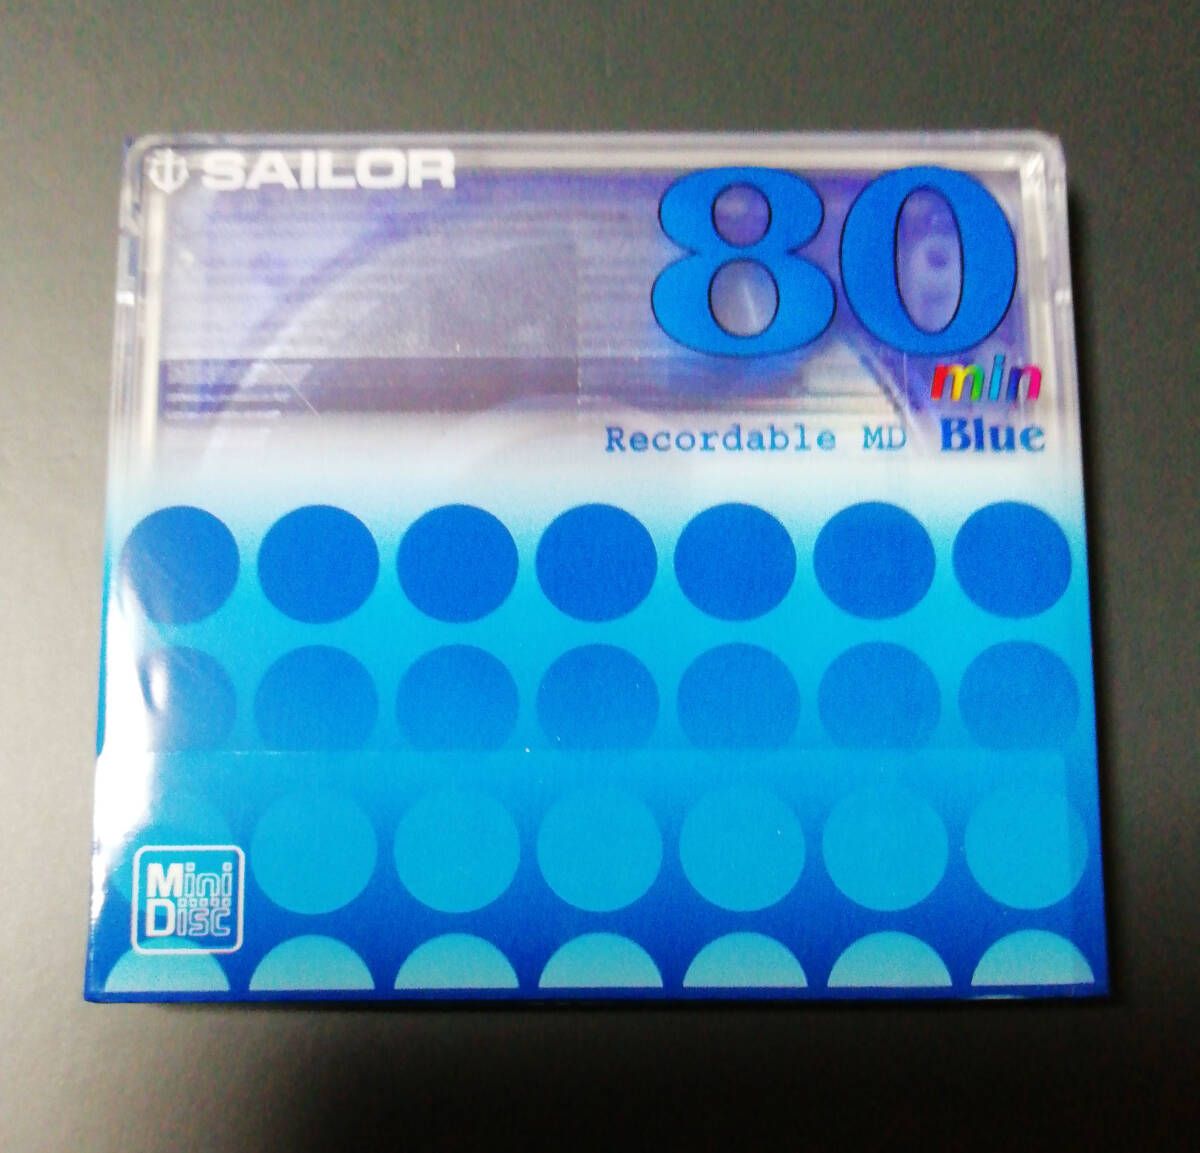 SAILOR
80
min
Recordable MD Blue
Mini
Disc